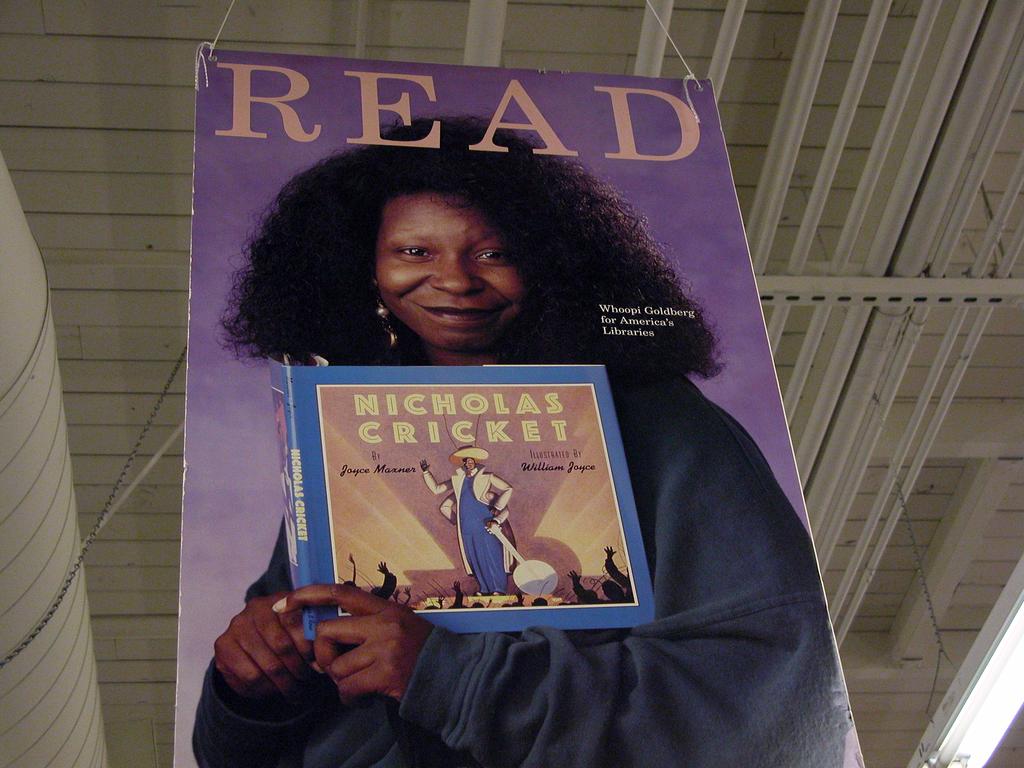 READ
Whoopi Goldberg
for America's
Libraries
NICHOLAS
CRICKET
BY
Joyce Maxner
ILLUSTRATED BY
William Joyce
NICHOLAS CRICKET